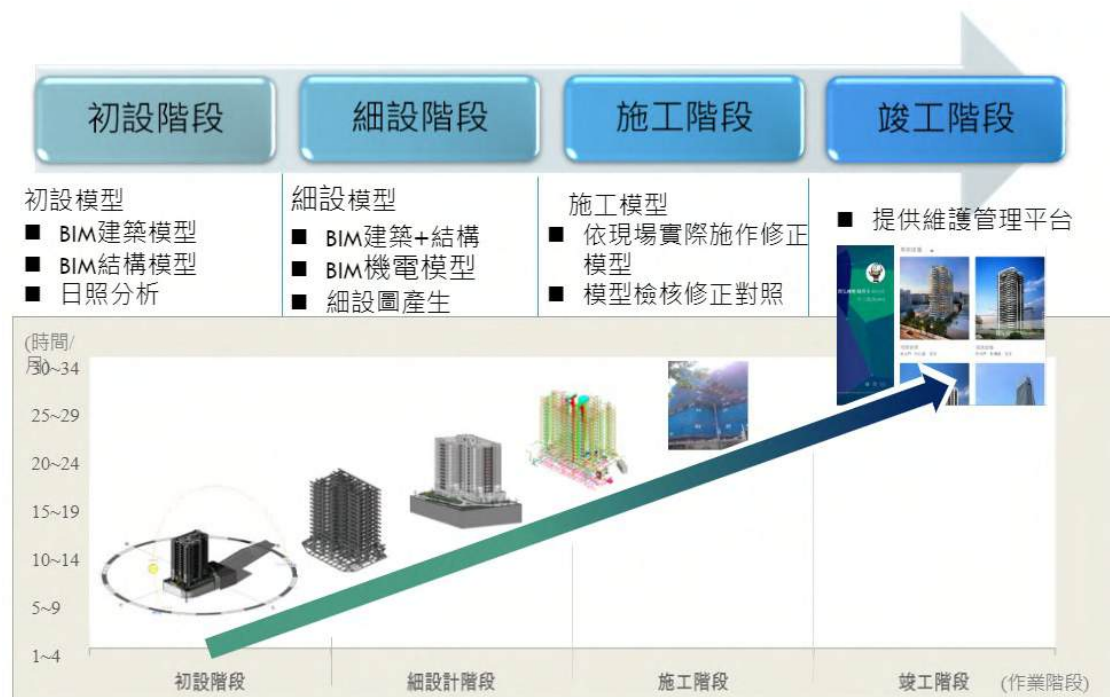 初設階段
細設階段
施工階段
竣工階段
初設模型
■ BIM建築模型
■ BIM結構模型
■ 日照分析
細設模型
■ BIM建築+結構
■ BIM機電模型
■ 細設圖產生
施工模型
■ 依現場實際施作修正
模型
■ 模型檢核修正對照
■ 提供維護管理平台
(時間/
月)
30~34
25~29
20~24
15~19
10~14
5~9
1~4
初設階段
細設計階段
施工階段
竣工階段
(作業階段)